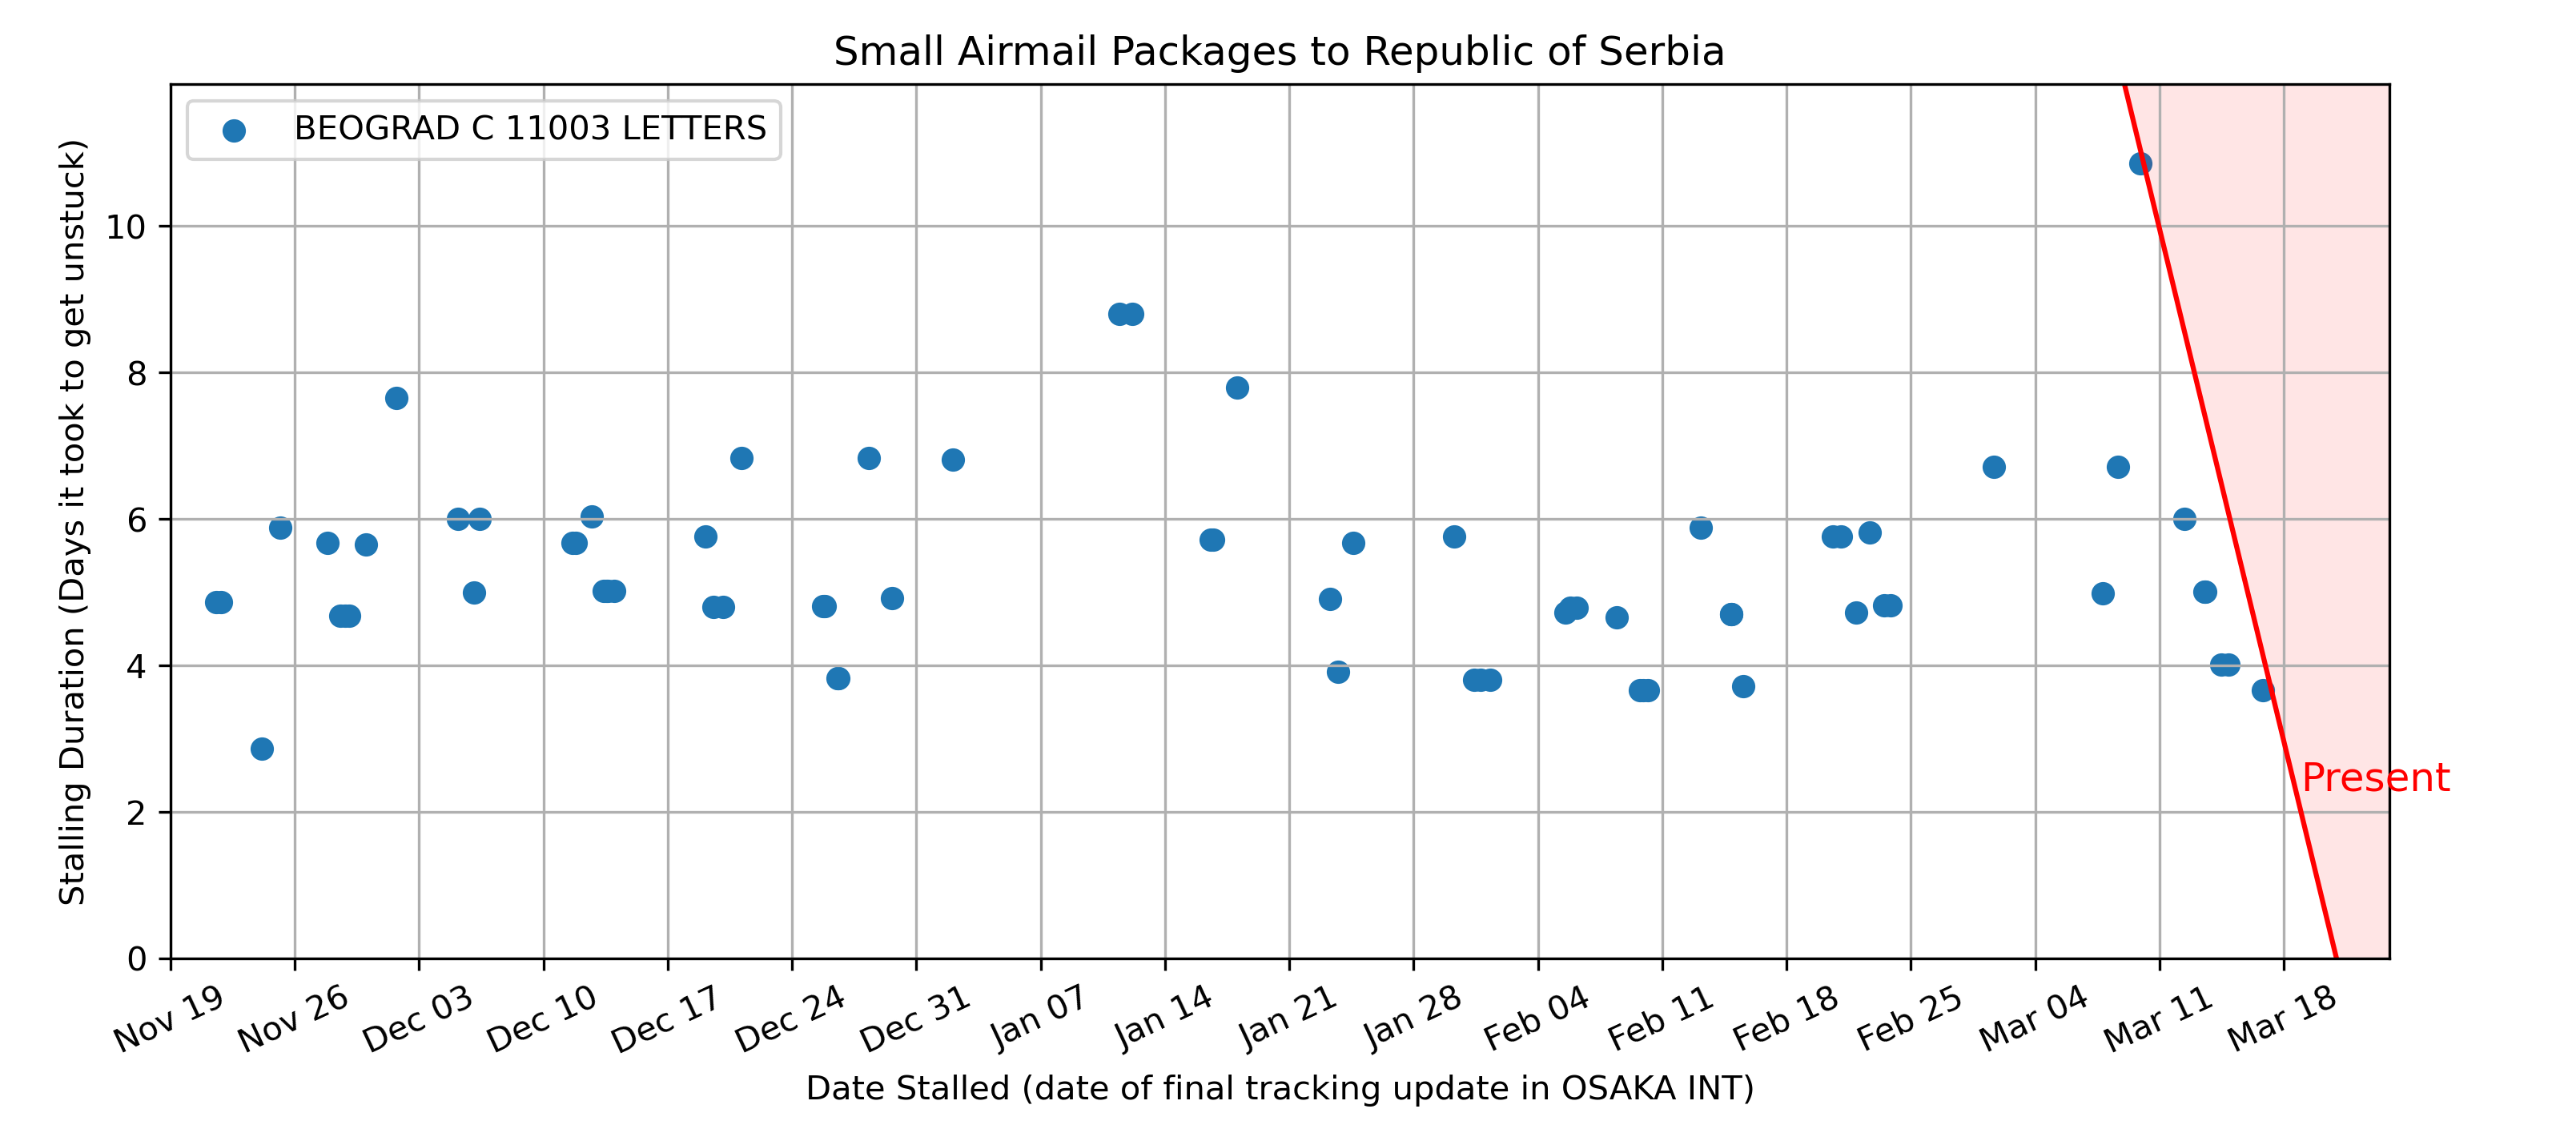 Small Airmail Packages to Republic of Serbia
BEOGRAD C 11003 LETTERS
Stalling Duration (Days it took to get unstuck)
10
8
6
4
2
0
Present
Nov 19
Nov 26
Dec 03
Dec 10
Dec 17
Dec 24
Dec 31
Jan 07
Jan 14
Jan 21
Jan 28
Feb 04
Feb 11
Feb 18
Feb 25
Mar 04
Mar 11
Mar 18
Date Stalled (date of final tracking update in OSAKA INT)